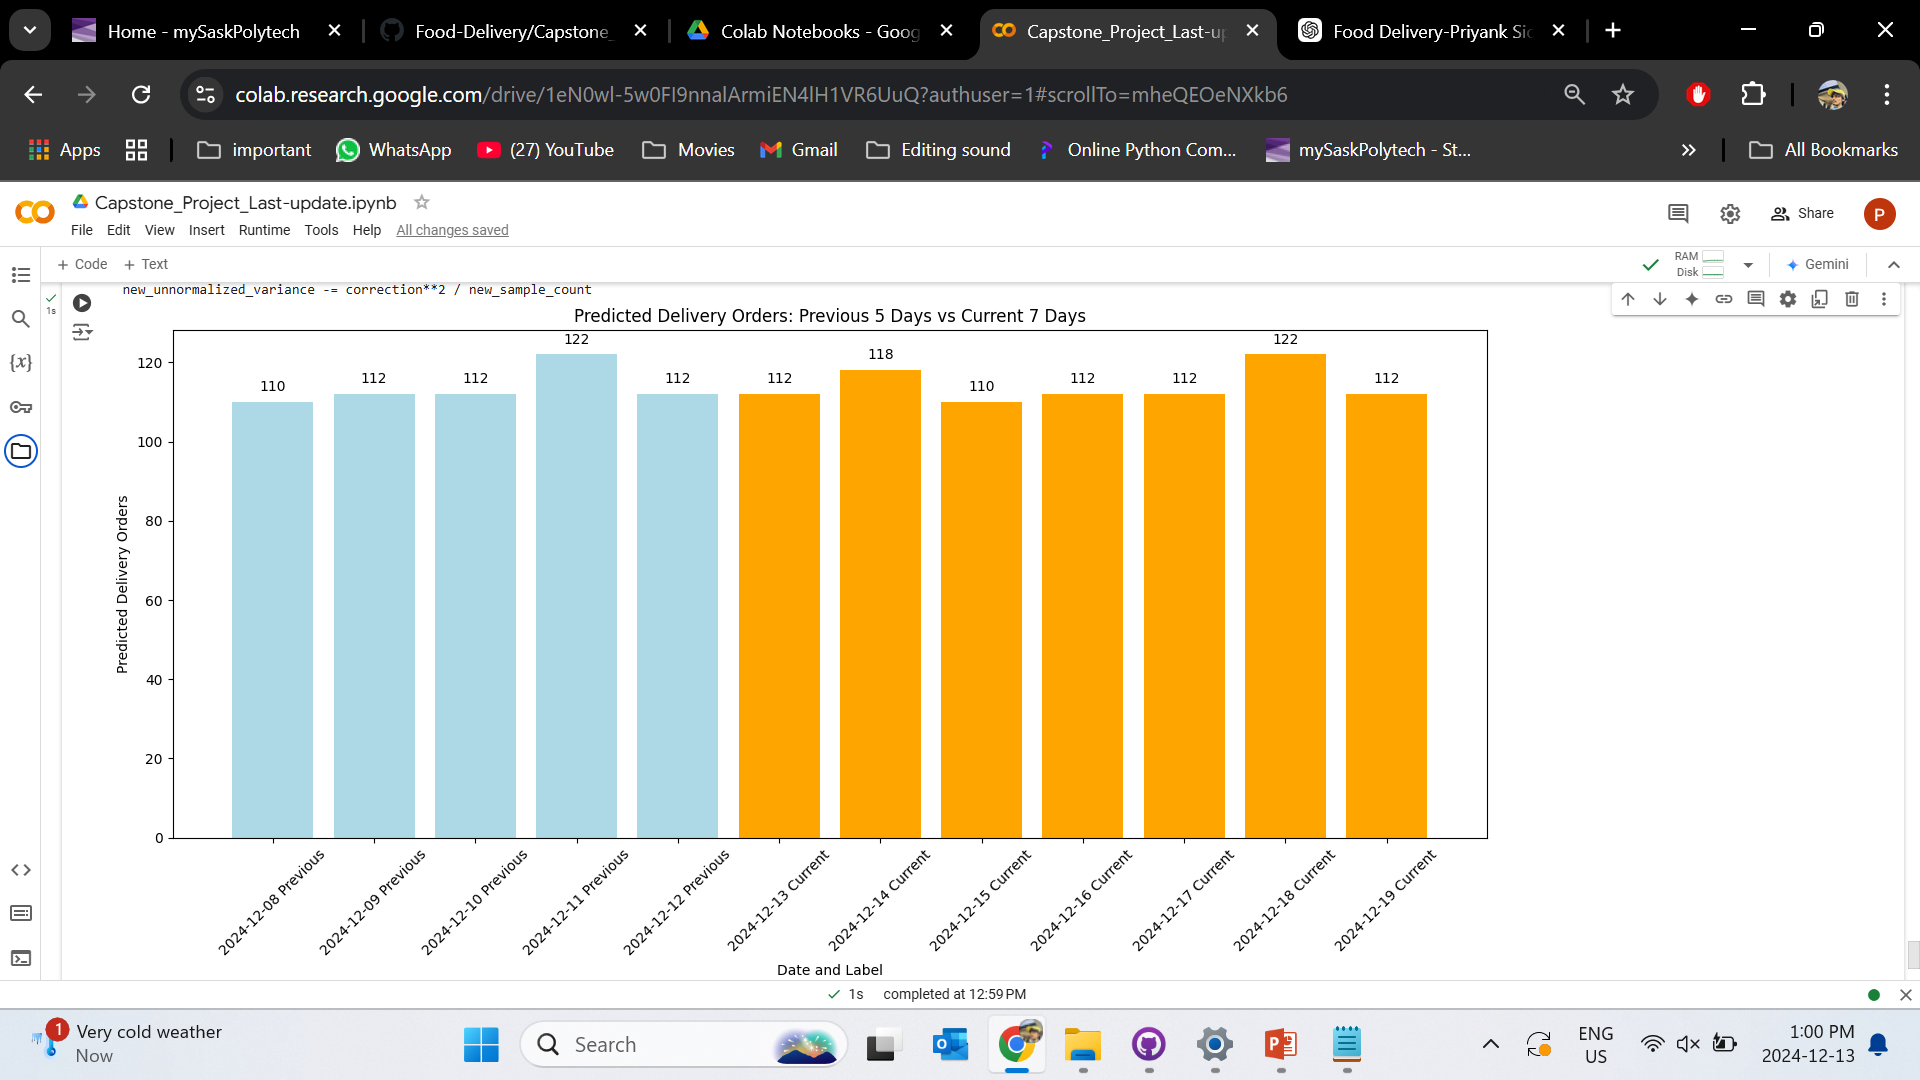 Home - mySaskPolytech
Food-Delivery/Capstone_
Colab Notebooks - Goog
Capstone_Project_Last-up
Food Delivery-Priyank Sid
colab.research.google.com/drive/1eN0wl-5w0FI9nnalArmiEN4lH1VR6UuQ?authuser=1#scrollTo=mheQEOeNXkb6
Apps
important
WhatsApp
(27) YouTube
Movies
Gmail
Editing sound
Online Python Com...
mySaskPolytech - St...
»
All Bookmarks
CO
Capstone_Project_Last-update.ipynb
File Edit View Insert Runtime Tools Help All changes saved
Share
P
+ Code + Text
RAM
Disk
Gemini
{x}
1s
new_unnormalized_variance -= correction**2 / new_sample_count
Predicted Delivery Orders: Previous 5 Days vs Current 7 Days
Predicted Delivery Orders
120
100
80
60
40
20
0
110
112
112
122
112
112
118
110
112
112
122
112
2024-12-08 Previous
2024-12-09 Previous
2024-12-10 Previous
2024-12-11 Previous
2024-12-12 Previous
2024-12-13 Current
2024-12-14 Current
2024-12-15 Current
2024-12-16 Current
2024-12-17 Current
2024-12-18 Current
2024-12-19 Current
Date and Label
1s completed at 12:59 PM
1
Very cold weather
Now
Search
ENG
US
1:00 PM
2024-12-13